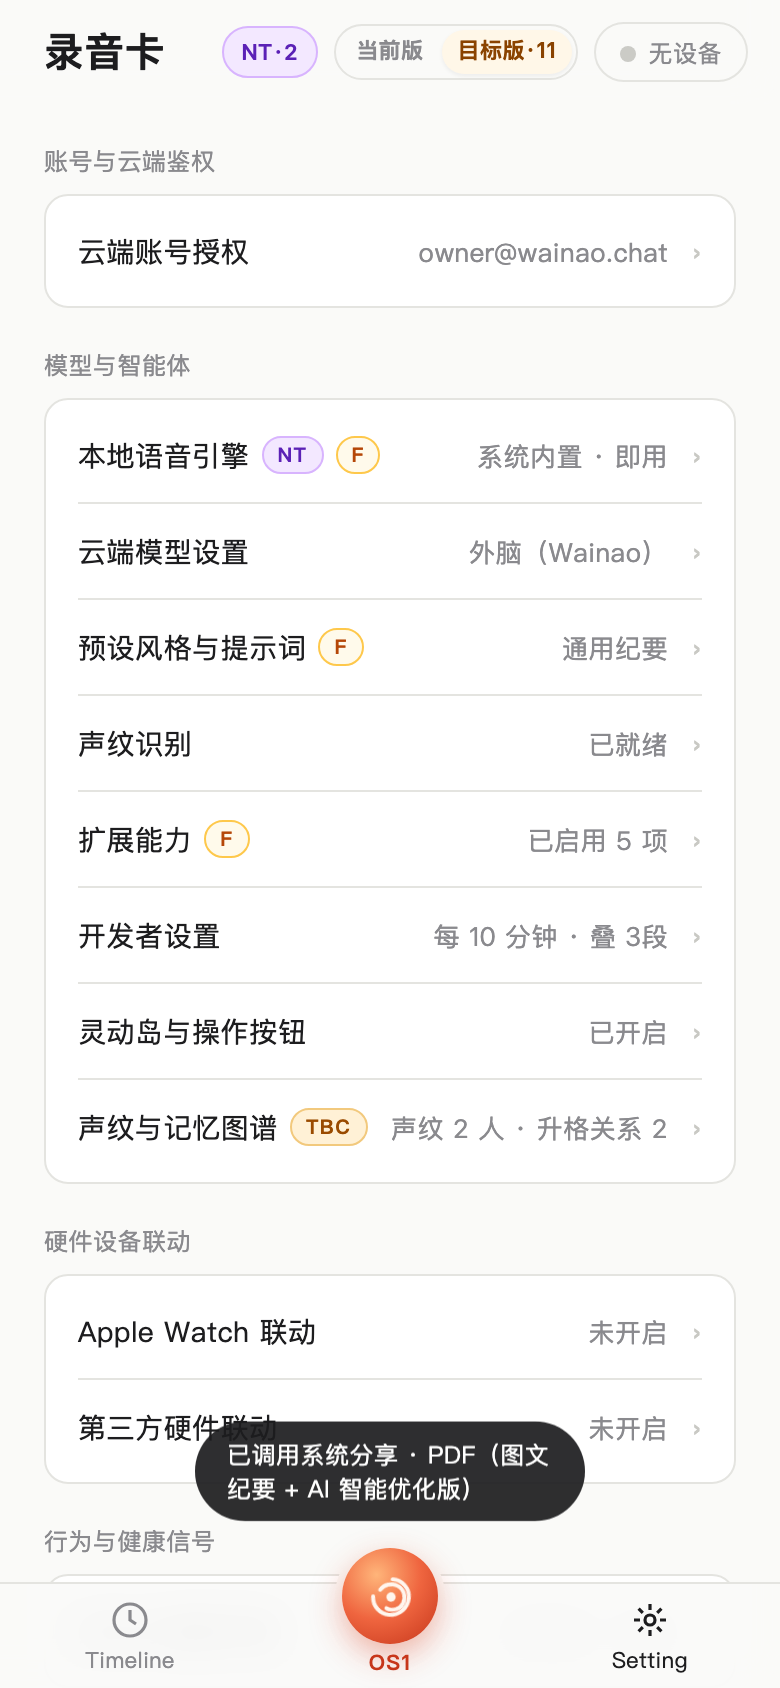 录音卡 NT·2 当前版 目标版·11 无设备
账号与云端鉴权
云端账号授权 owner@wainao.chat ›
模型与智能体
本地语音引擎 NT F 系统内置 · 即用 ›
云端模型设置 外脑（Wainao） ›
预设风格与提示词 F 通用纪要 ›
声纹识别 已就绪 ›
扩展能力 F 已启用 5 项 ›
开发者设置 每 10 分钟 · 叠 3段 ›
灵动岛与操作按钮 已开启 ›
声纹与记忆图谱 TBC 声纹 2 人 · 升格关系 2 ›
硬件设备联动
Apple Watch 联动 未开启 ›
第三方硬件联动 未开启 ›
已调用系统分享 · PDF（图文
纪要 + AI 智能优化版）
行为与健康信号
Timeline OS1 Setting